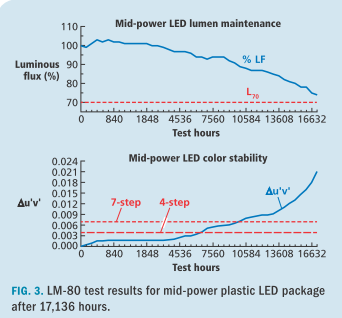 Mid-power LED lumen maintenance
110
100
90
80
70
Luminous
flux (%)
% LF
L70
0 840 1848 4536 7560 10584 13608 16632
Test hours
Mid-power LED color stability
0.024
0.021
0.018
0.015
0.012
0.009
0.006
0.003
0.000
Δu'v'
7-step 4-step
Δu'v'
0 840 1848 4536 7560 10584 13608 16632
Test hours
FIG. 3. LM-80 test results for mid-power plastic LED package
after 17,136 hours.